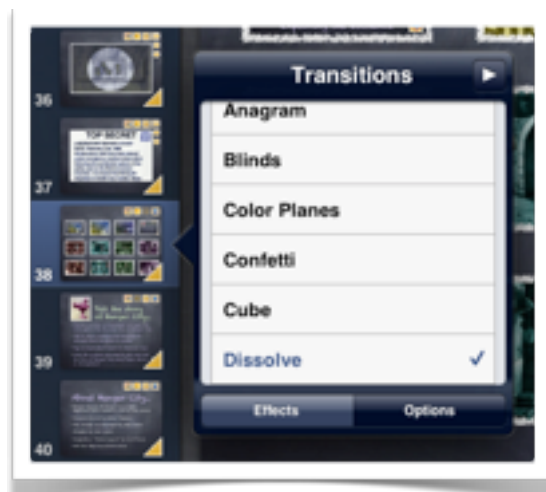 Transitions
Anagram
Blinds
Color Planes
Confetti
Cube
Dissolve
Effects
Options
36
TOP SECRET
37
38
39
40